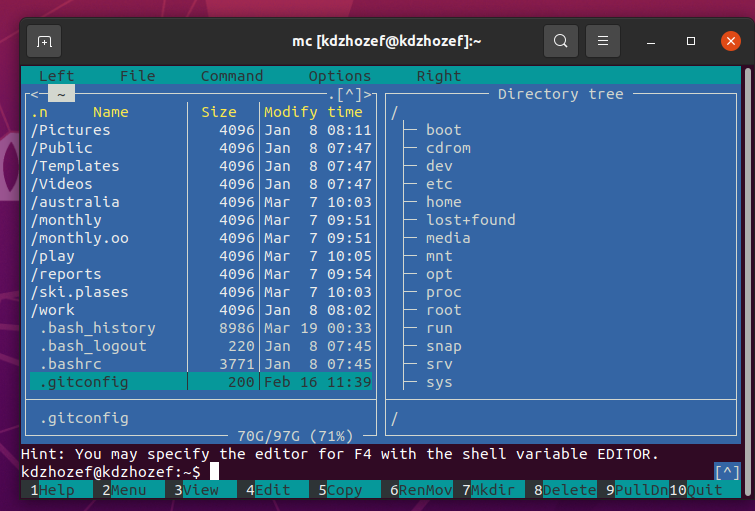 mc [kdzhozef@kdzhozef]:~
Left File Command Options Right
<─ ~ .[^]> Directory tree
.n Name Size Modify time /
/Pictures 4096 Jan 8 08:11 boot
/Public 4096 Jan 8 07:47 cdrom
/Templates 4096 Jan 8 07:47 dev
/Videos 4096 Jan 8 07:47 etc
/australia 4096 Mar 7 10:03 home
/monthly 4096 Mar 7 09:51 lost+found
/monthly.oo 4096 Mar 7 09:51 media
/play 4096 Mar 7 10:05 mnt
/reports 4096 Mar 7 09:54 opt
/ski.plases 4096 Mar 7 10:03 proc
/work 4096 Jan 8 08:02 root
.bash_history 8986 Mar 19 00:33 run
.bash_logout 220 Jan 8 07:45 snap
.bashrc 3771 Jan 8 07:45 srv
.gitconfig 200 Feb 16 11:39 sys
.gitconfig /
70G/97G (71%)
Hint: You may specify the editor for F4 with the shell variable EDITOR.
kdzhozef@kdzhozef:~$ [^]
1Help 2Menu 3View 4Edit 5Copy 6RenMov 7Mkdir 8Delete 9PullDn 10Quit